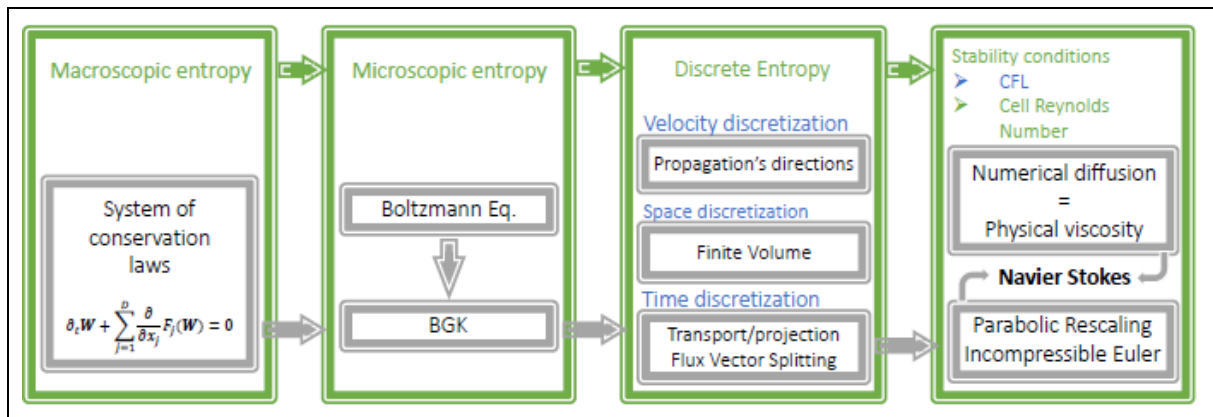 Macroscopic entropy
System of
conservation
laws
∂ₜW + ∑ⱼ₌₁ᴰ ∂/∂xⱼ Fⱼ(W) = 0
Microscopic entropy
Boltzmann Eq.
BGK
Discrete Entropy
Velocity discretization
Propagation's directions
Space discretization
Finite Volume
Time discretization
Transport/projection
Flux Vector Splitting
Stability conditions
➤ CFL
➤ Cell Reynolds
Number
Numerical diffusion
=
Physical viscosity
Navier Stokes
Parabolic Rescaling
Incompressible Euler